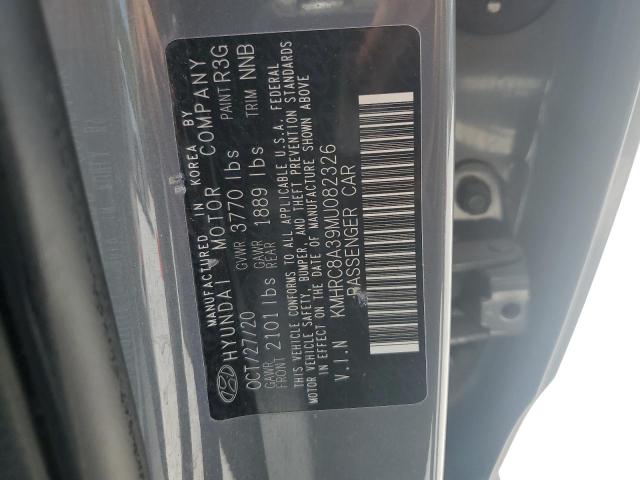 MANUFACTURED IN KOREA BY
HYUNDAI MOTOR COMPANY
OCT/27/20 GVWR 3770 lbs PAINT R3G
GAWR FRONT 2101 lbs GAWR REAR 1889 lbs TRIM NNB
THIS VEHICLE CONFORMS TO ALL APPLICABLE U.S.A. FEDERAL
MOTOR VEHICLE SAFETY, BUMPER, AND THEFT PREVENTION STANDARDS
IN EFFECT ON THE DATE OF MANUFACTURE SHOWN ABOVE
V.I.N KMHRC8A39MU082326
PASSENGER CAR